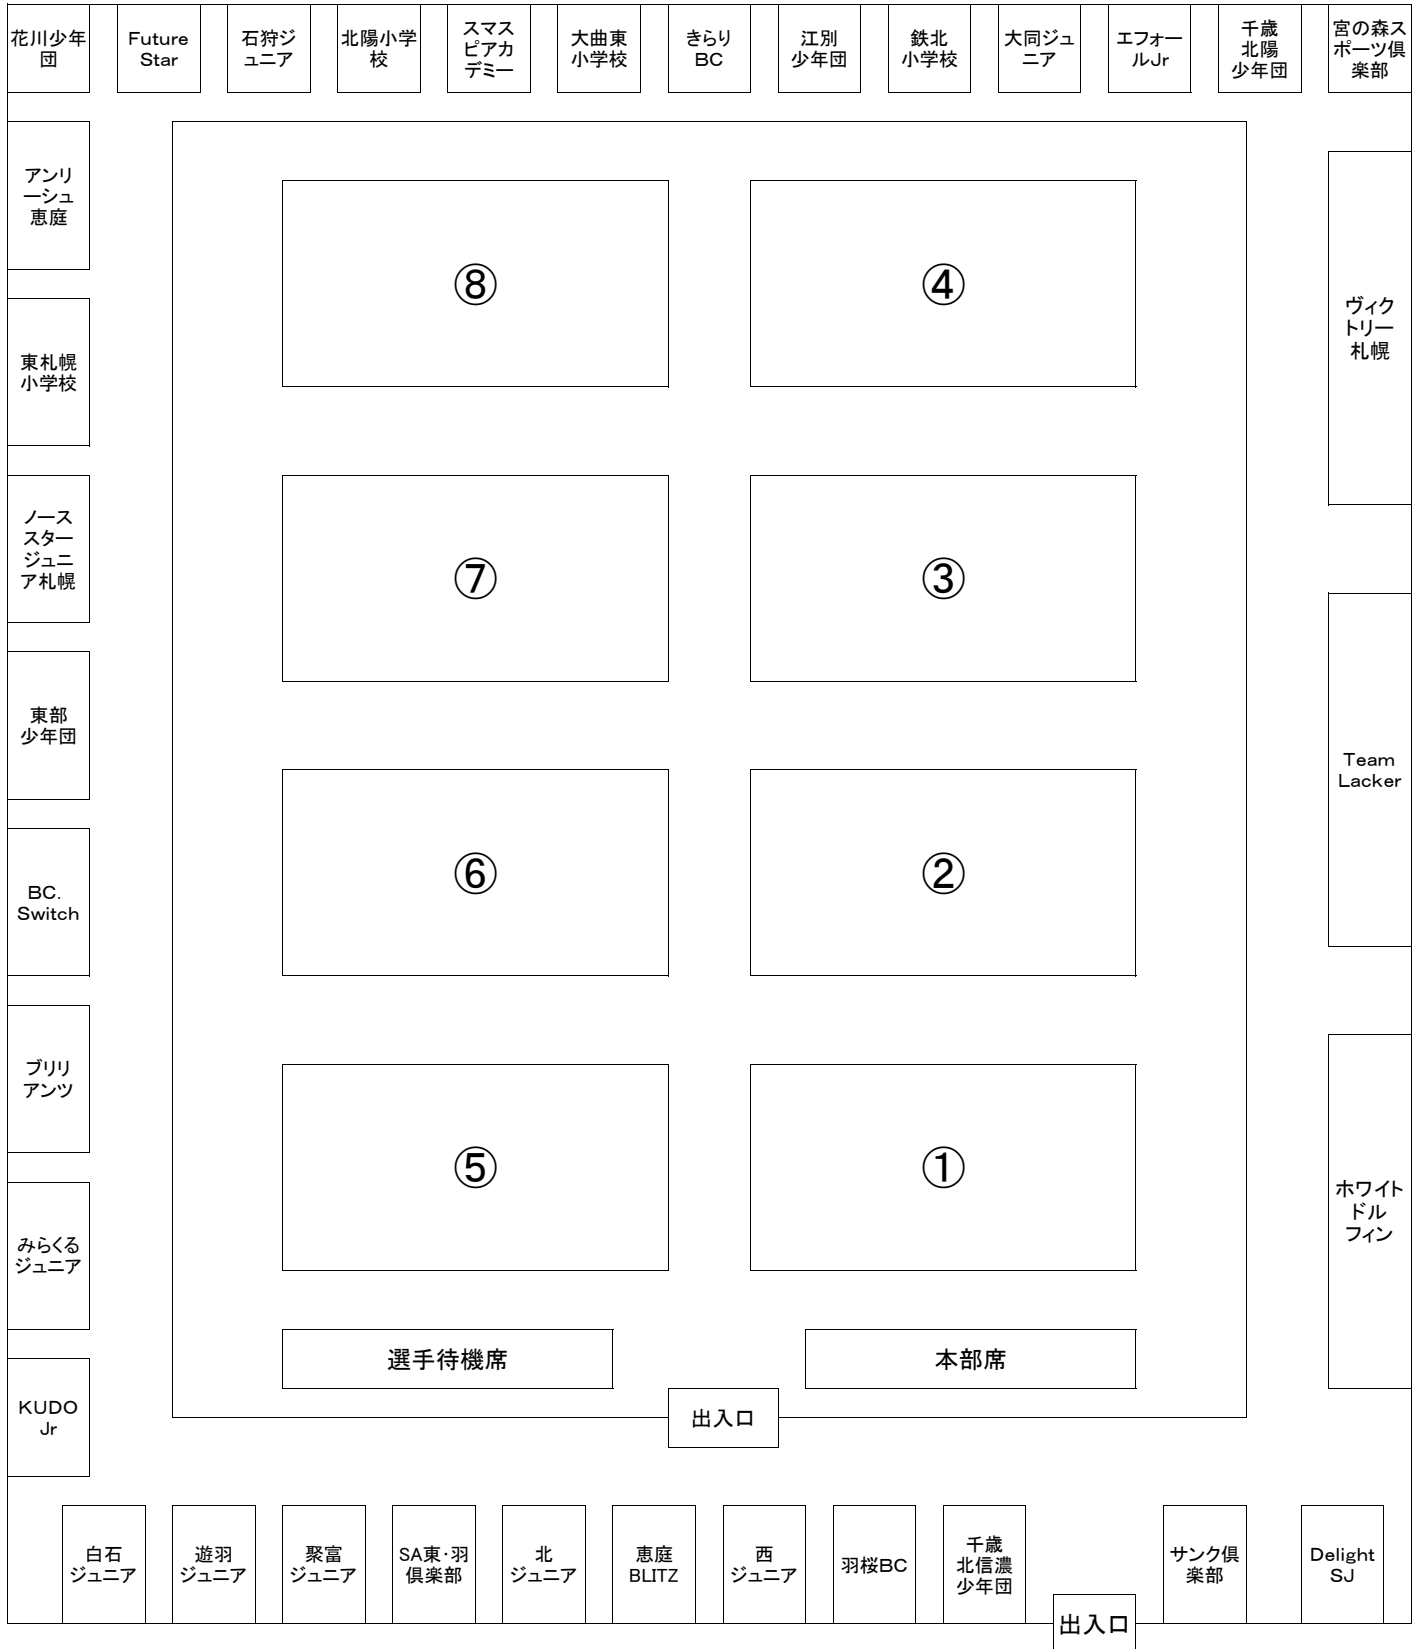 花川少年
団
Future
Star
石狩ジ
ュニア
北陽小学
校
スマス
ピアカ
デミー
大曲東
小学校
きらり
BC
江別
少年団
鉄北
小学校
大同ジュ
ニア
エフォー
ルJr
千歳
北陽
少年団
宮の森ス
ポーツ倶
楽部
アンリ
ーシュ
恵庭
東札幌
小学校
ノース
スター
ジュニ
ア札幌
東部
少年団
BC.
Switch
ブリリ
アンツ
みらくる
ジュニア
KUDO
Jr
⑧
④
⑦
③
⑥
②
⑤
①
選手待機席
本部席
出入口
ヴィク
トリー
札幌
Team
Lacker
ホワイト
ドル
フィン
白石
ジュニア
遊羽
ジュニア
聚富
ジュニア
SA東・羽
倶楽部
北
ジュニア
恵庭
BLITZ
西
ジュニア
羽桜BC
千歳
北信濃
少年団
出入口
サンク倶
楽部
Delight
SJ